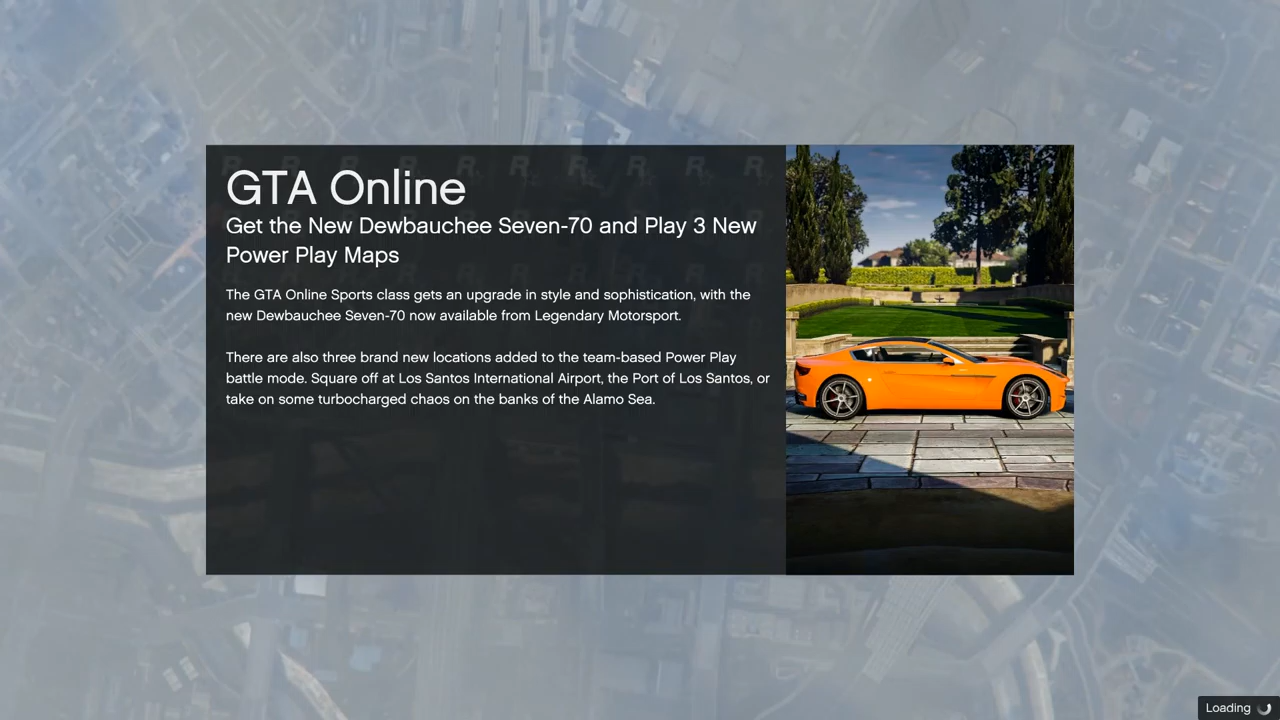 GTA Online
Get the New Dewbauchee Seven-70 and Play 3 New
Power Play Maps
The GTA Online Sports class gets an upgrade in style and sophistication, with the
new Dewbauchee Seven-70 now available from Legendary Motorsport.
There are also three brand new locations added to the team-based Power Play
battle mode. Square off at Los Santos International Airport, the Port of Los Santos, or
take on some turbocharged chaos on the banks of the Alamo Sea.
Loading